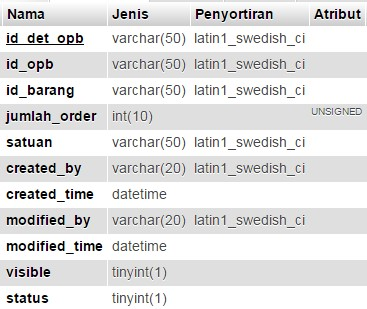 Nama Jenis Penyortiran Atribut
id_det_opb varchar(50) latin1_swedish_ci
id_opb varchar(50) latin1_swedish_ci
id_barang varchar(50) latin1_swedish_ci
jumlah_order int(10) UNSIGNED
satuan varchar(50) latin1_swedish_ci
created_by varchar(20) latin1_swedish_ci
created_time datetime
modified_by varchar(20) latin1_swedish_ci
modified_time datetime
visible tinyint(1)
status tinyint(1)